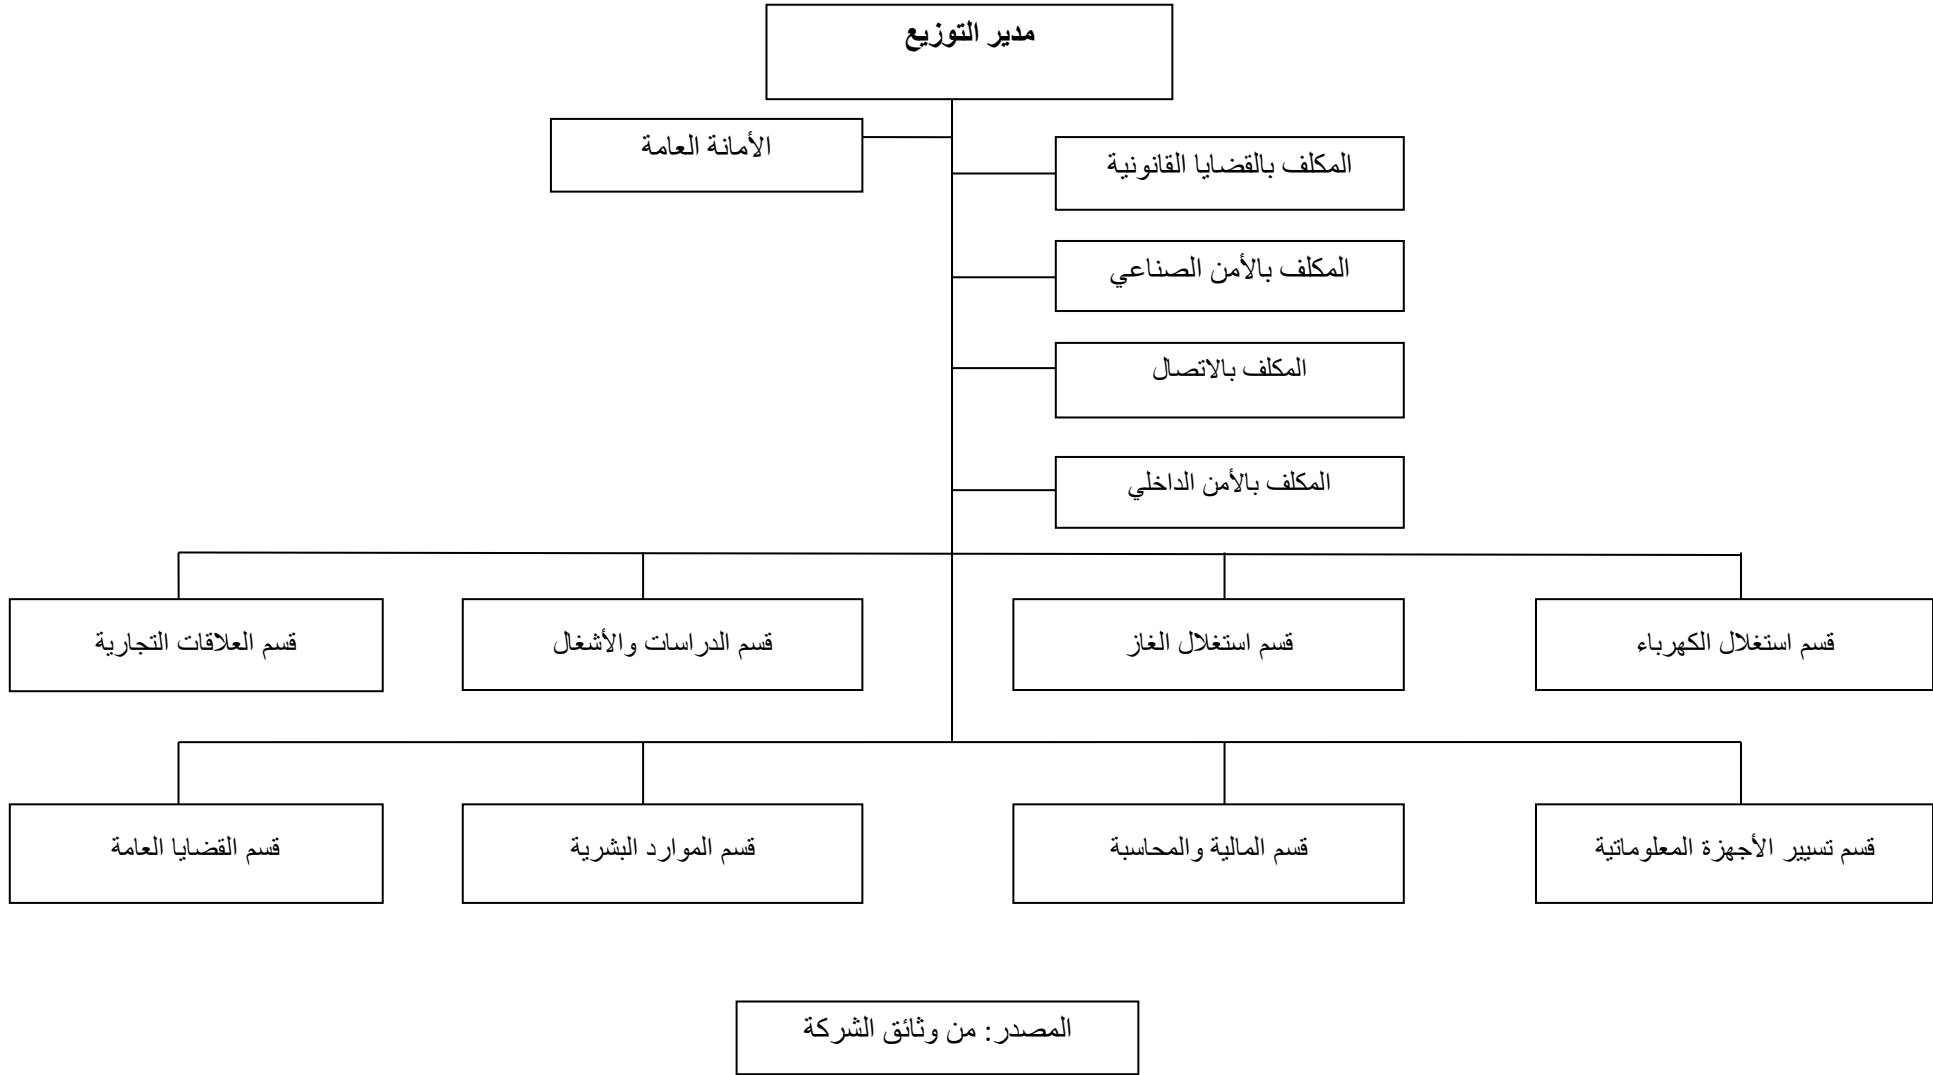 مدير التوزيع
الأمانة العامة
المكلف بالقضايا القانونية
المكلف بالأمن الصناعي
المكلف بالاتصال
المكلف بالأمن الداخلي
قسم استغلال الكهرباء
قسم استغلال الغاز
قسم الدراسات والأشغال
قسم العلاقات التجارية
قسم تسيير الأجهزة المعلوماتية
قسم المالية والمحاسبة
قسم الموارد البشرية
قسم القضايا العامة
المصدر: من وثائق الشركة